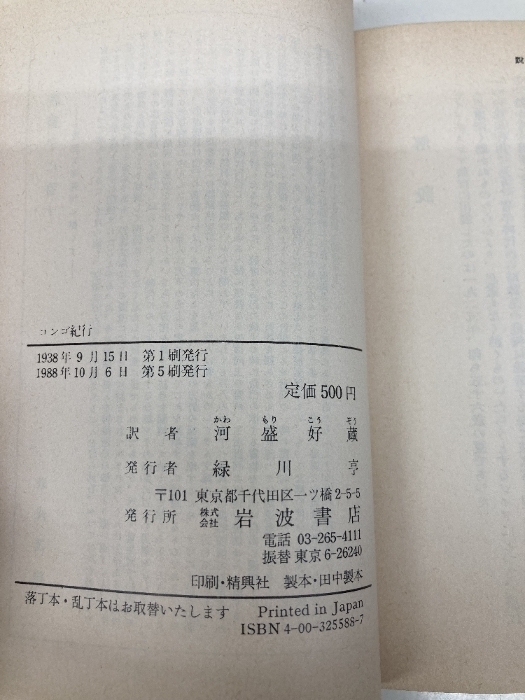 コンゴ紀行
1938年9月15日 第1刷発行
1988年10月6日 第5刷発行
定価500円
かわ もり こう ぞう
訳者 河盛好蔵
発行者 緑川亨
〒101 東京都千代田区一ツ橋2-5-5
発行所 株式会社 岩波書店
電話 03-265-4111
振替 東京6-26240
印刷・精興社 製本・田中製本
落丁本・乱丁本はお取替いたします Printed in Japan
ISBN4-00-325588-7